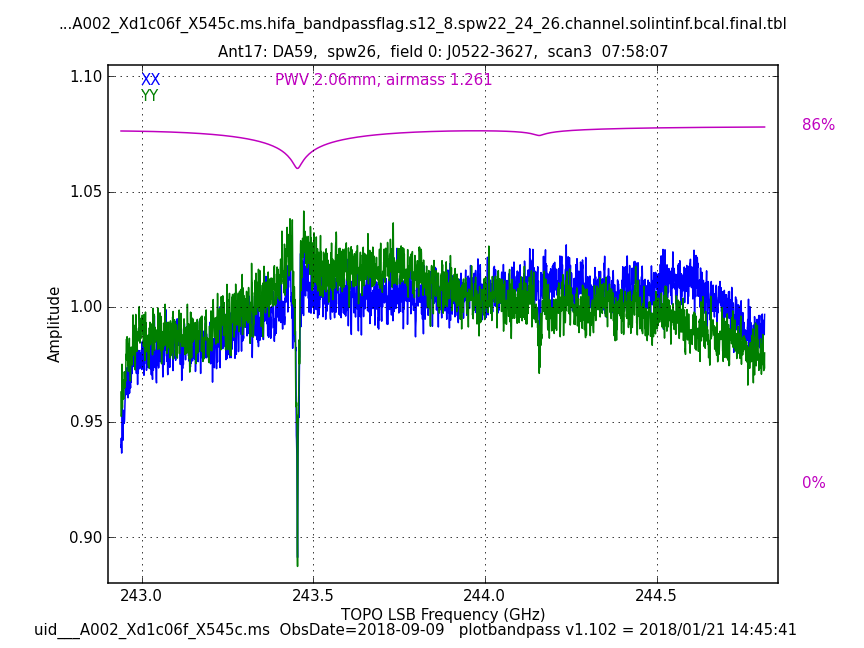 ...A002_Xd1c06f_X545c.ms.hifa_bandpassflag.s12_8.spw22_24_26.channel.solintinf.bcal.final.tbl
Ant17: DA59,  spw26,  field 0: J0522-3627,  scan3  07:58:07
1.10
XX
PWV 2.06mm, airmass 1.261
YY
86%
1.05
1.00
Amplitude
0.95
0%
0.90
243.0
243.5
244.0
244.5
TOPO LSB Frequency (GHz)
uid___A002_Xd1c06f_X545c.ms  ObsDate=2018-09-09   plotbandpass v1.102 = 2018/01/21 14:45:41